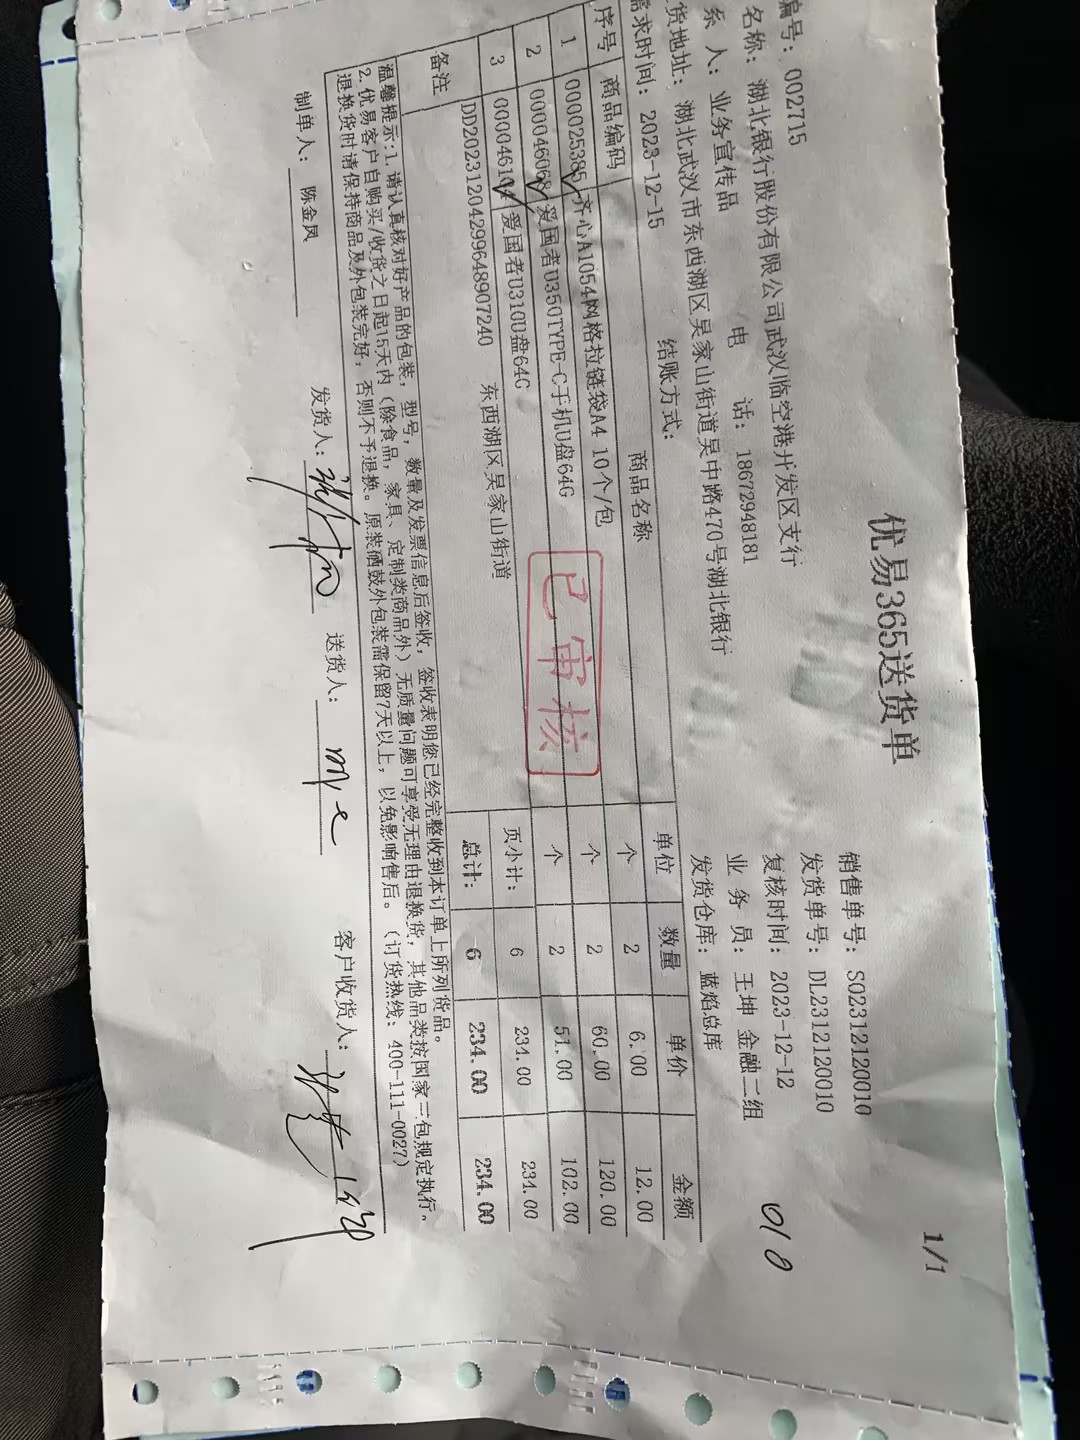 优易365送货单
1/1
编号: 002715
销售单号: SO2312120010
名称: 湖北银行股份有限公司武汉临空港开发区支行
发货单号: DL2312120010
系 人: 业务宣传品 电 话: 18672948181
复核时间: 2023-12-12
010
货地址: 湖北武汉市东西湖区吴家山街道吴中路470号湖北银行
业 务 员: 王坤 金融二组
需求时间: 2023-12-15 结账方式:
发货仓库: 蓝焰总库
序号 商品编码 商品名称 单位 数量 单价 金额
1 000025385 齐心A1054网格拉链袋A4 10个/包 个 2 6.00 12.00
2 000046068 爱国者U350TYPE-C手机U盘64G 个 2 60.00 120.00
3 000046104 爱国者U310U盘64G 个 2 51.00 102.00
DD20231204299648907240 东西湖区吴家山街道
页小计: 6 234.00 234.00
备注
总计: 6 234.00 234.00
已审核
温馨提示:1. 请认真核对好产品的包装, 型号, 数量及发票信息后签收, 签收表明您已经完整收到本订单上所列货品。
2. 优易客户自购买/收货之日起15天内 (除食品, 家具、定制类商品外) 无质量问题可享受无理由退换货, 其他品类按国家三包规定执行。
退换货时请保持商品及外包装完好, 否则不予退换。原装硒鼓外包装需保留7天以上, 以免影响售后。 (订货热线: 400-111-0027)
制单人: 陈金凤 发货人: 送货人: 客户收货人: